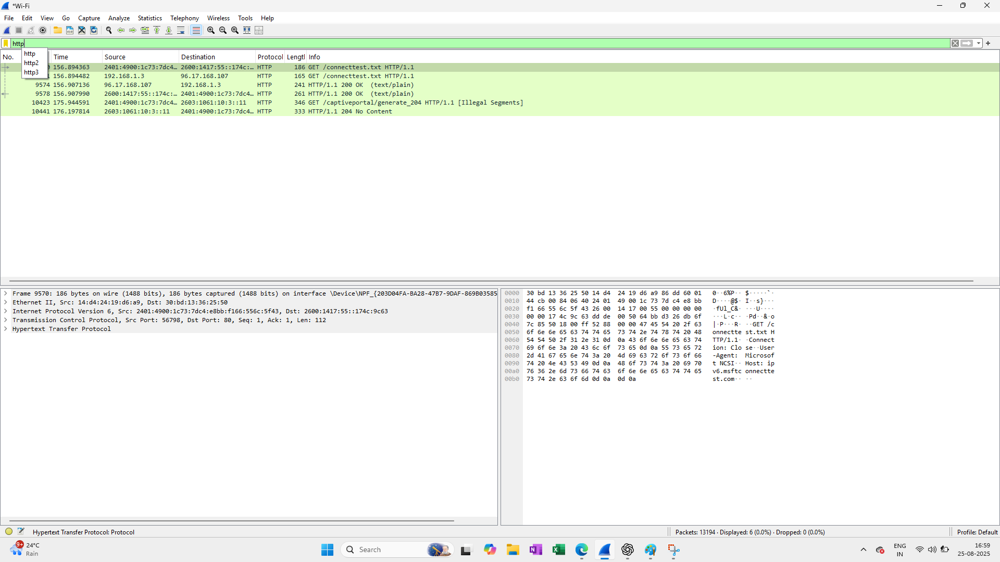 *Wi-Fi
File Edit View Go Capture Analyze Statistics Telephony Wireless Tools Help
http
http
http2
http3
No. Time Source Destination Protocol Lengtl Info
156.894363 2401:4900:1c73:7dc4… 2600:1417:55::174c:… HTTP 186 GET /connecttest.txt HTTP/1.1
156.894482 192.168.1.3 96.17.168.107 HTTP 165 GET /connecttest.txt HTTP/1.1
9574 156.907136 96.17.168.107 192.168.1.3 HTTP 241 HTTP/1.1 200 OK (text/plain)
9578 156.907990 2600:1417:55::174c:… 2401:4900:1c73:7dc4… HTTP 261 HTTP/1.1 200 OK (text/plain)
10423 175.944591 2401:4900:1c73:7dc4… 2603:1061:10:3::11 HTTP 346 GET /captiveportal/generate_204 HTTP/1.1 [Illegal Segments]
10441 176.197814 2603:1061:10:3::11 2401:4900:1c73:7dc4… HTTP 333 HTTP/1.1 204 No Content
Frame 9570: 186 bytes on wire (1488 bits), 186 bytes captured (1488 bits) on interface \Device\NPF_{203D04FA-BA28-47B7-9DAF-869B03585
Ethernet II, Src: 14:d4:24:19:d6:a9, Dst: 30:bd:13:36:25:50
Internet Protocol Version 6, Src: 2401:4900:1c73:7dc4:e8bb:f166:556c:5f43, Dst: 2600:1417:55::174c:9c63
Transmission Control Protocol, Src Port: 56798, Dst Port: 80, Seq: 1, Ack: 1, Len: 112
Hypertext Transfer Protocol
0000 30 bd 13 36 25 50 14 d4 24 19 d6 a9 86 dd 60 01 0··6%P·· $·····`·
0010 44 cb 00 84 06 40 24 01 49 00 1c 73 7d c4 e8 bb D····@$· I··s}···
0020 f1 66 55 6c 5f 43 26 00 14 17 00 55 00 00 00 00 ·fUl_C&· ···U····
0030 00 00 17 4c 9c 63 dd de 00 50 64 bb d3 26 db 6f ···L·c·· ·Pd··&·o
0040 7c 85 50 18 00 ff 52 88 00 00 47 45 54 20 2f 63 |·P···R· ··GET /c
0050 6f 6e 6e 65 63 74 74 65 73 74 2e 74 78 74 20 48 onnectte st.txt H
0060 54 54 50 2f 31 2e 31 0d 0a 43 6f 6e 6e 65 63 74 TTP/1.1· ·Connect
0070 69 6f 6e 3a 20 43 6c 6f 73 65 0d 0a 55 73 65 72 ion: Clo se··User
0080 2d 41 67 65 6e 74 3a 20 4d 69 63 72 6f 73 6f 66 -Agent: Microsof
0090 74 20 4e 43 53 49 0d 0a 48 6f 73 74 3a 20 69 70 t NCSI·· Host: ip
00a0 76 36 2e 6d 73 66 74 63 6f 6e 6e 65 63 74 74 65 v6.msftc onnectte
00b0 73 74 2e 63 6f 6d 0d 0a 0d 0a st.com·· ··
Hypertext Transfer Protocol: Protocol
Packets: 13194 · Displayed: 6 (0.0%) · Dropped: 0 (0.0%)
Profile: Default
9+
24°C
Rain
Search
ENG
IN
16:59
25-08-2025